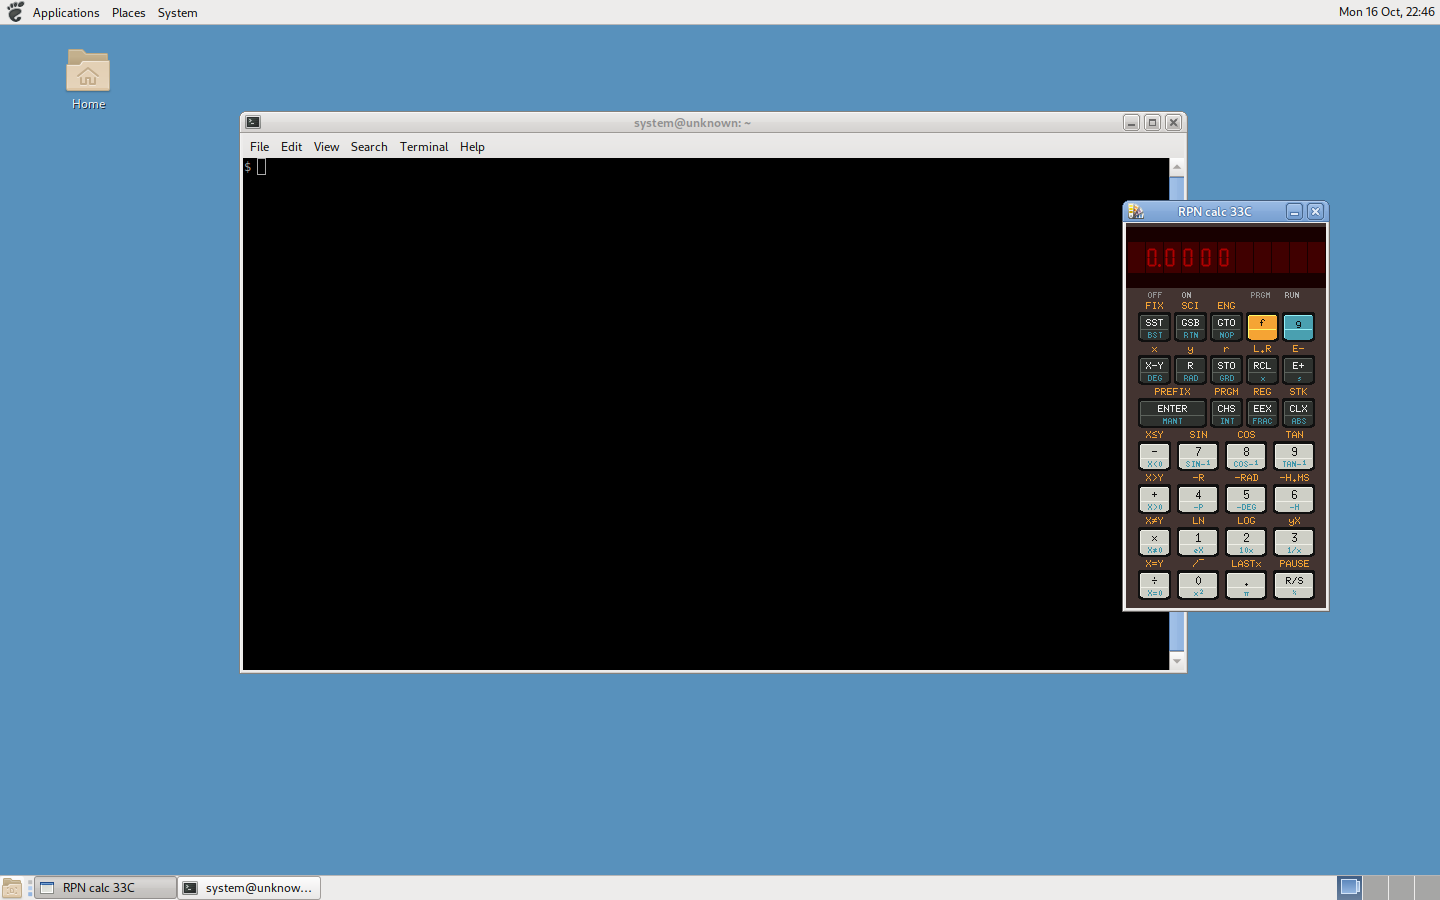 Applications Places System Mon 16 Oct, 22:46
Home
system@unknown: ~
File Edit View Search Terminal Help
$
RPN calc 33C
0.0000
OFF ON PRGM RUN
FIX SCI ENG
SST GSB GTO f g
BST RTN NOP
x y r L.R E-
X-Y R STO RCL E+
DEG RAD GRD x s
PREFIX PRGM REG STK
ENTER CHS EEX CLX
MANT INT FRAC ABS
X≤Y SIN COS TAN
- 7 8 9
X<0 SIN-¹ COS-¹ TAN-¹
X>Y -R -RAD -H.MS
+ 4 5 6
X>0 -P -DEG -H
X≠Y LN LOG yX
x 1 2 3
X≠0 eX 10x 1/x
X=Y √ LASTx PAUSE
÷ 0 . R/S
X=0 x² π %
RPN calc 33C system@unknow...